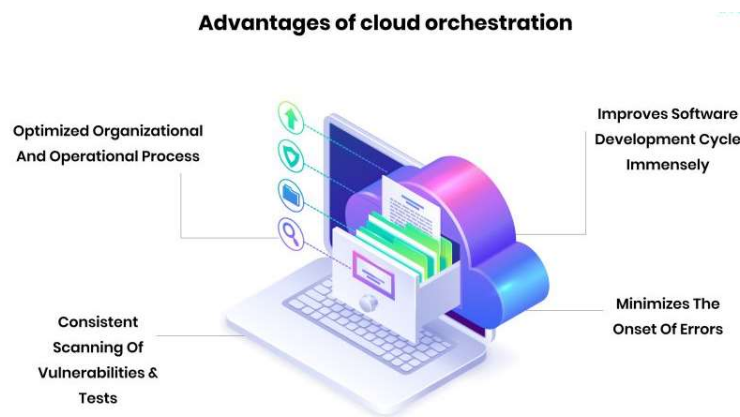 Advantages of cloud orchestration
Optimized Organizational
And Operational Process
Improves Software
Development Cycle
Immensely
Consistent
Scanning Of
Vulnerabilities &
Tests
Minimizes The
Onset Of Errors